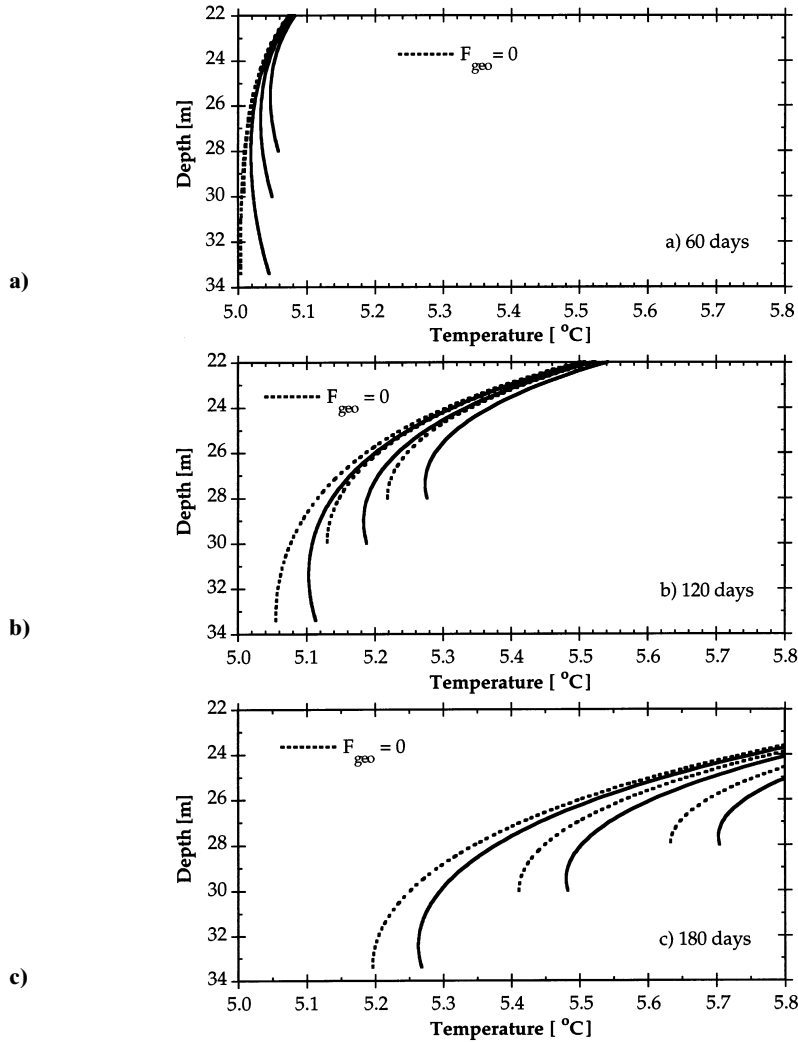 22
24
26
28
30
32
34
Depth [m]
F_geo = 0
a) 60 days
a)
5.0 5.1 5.2 5.3 5.4 5.5 5.6 5.7 5.8
Temperature [ °C]
22
24
26
28
30
32
34
Depth [m]
F_geo = 0
b) 120 days
b)
5.0 5.1 5.2 5.3 5.4 5.5 5.6 5.7 5.8
Temperature [ °C]
22
24
26
28
30
32
34
Depth [m]
F_geo = 0
c) 180 days
c)
5.0 5.1 5.2 5.3 5.4 5.5 5.6 5.7 5.8
Temperature [ °C]